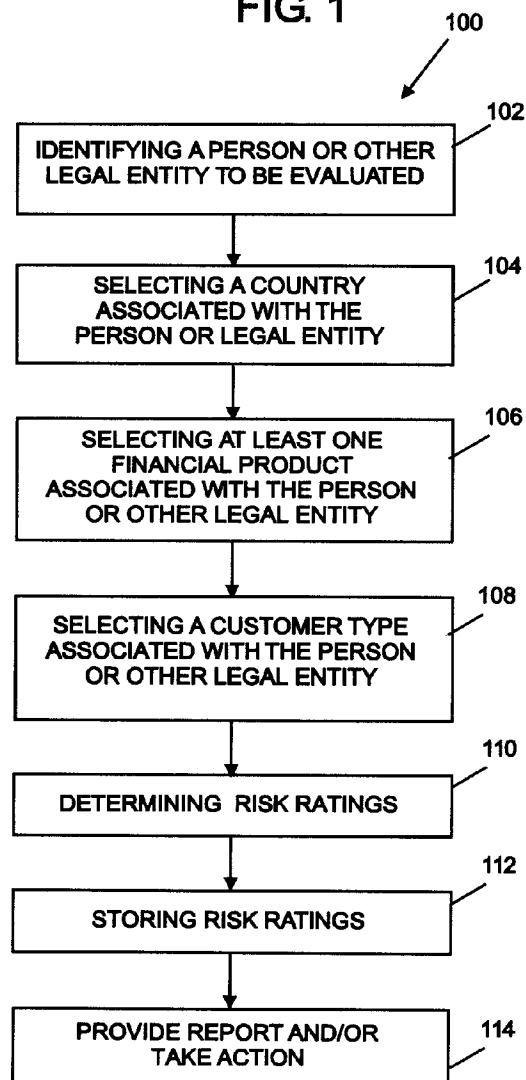 FIG. 1
100
102
IDENTIFYING A PERSON OR OTHER
LEGAL ENTITY TO BE EVALUATED
104
SELECTING A COUNTRY
ASSOCIATED WITH THE
PERSON OR LEGAL ENTITY
106
SELECTING AT LEAST ONE
FINANCIAL PRODUCT
ASSOCIATED WITH THE PERSON
OR OTHER LEGAL ENTITY
108
SELECTING A CUSTOMER TYPE
ASSOCIATED WITH THE PERSON
OR OTHER LEGAL ENTITY
110
DETERMINING RISK RATINGS
112
STORING RISK RATINGS
PROVIDE REPORT AND/OR
TAKE ACTION
114